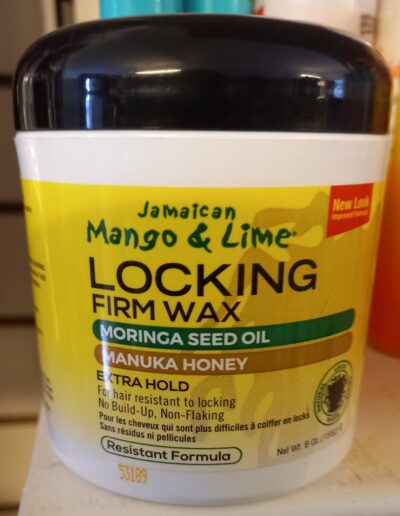 New Look
Improved Formula
Jamaican
Mango & Lime
LOCKING
FIRM WAX
MORINGA SEED OIL
MANUKA HONEY
EXTRA HOLD
For hair resistant to locking
No Build-Up, Non-Flaking
Pour les cheveux qui sont plus difficiles à coiffer en locks
Sans résidus ni pellicules
Resistant Formula
Net Wt. 6 Oz.
53189